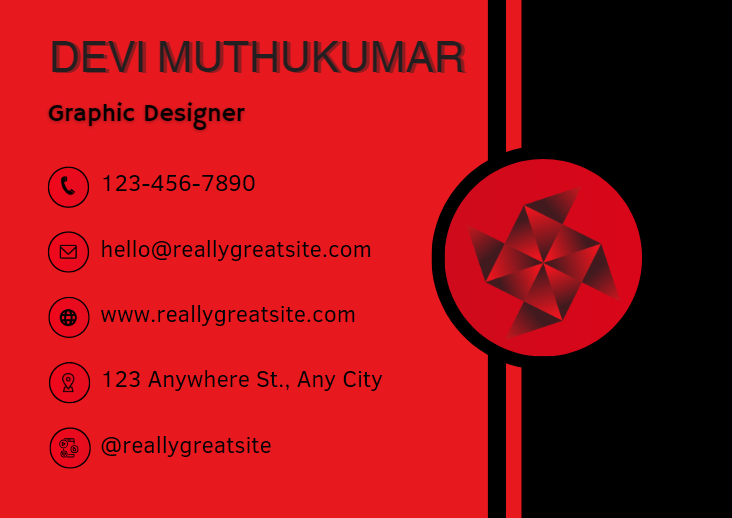 DEVI MUTHUKUMAR
Graphic Designer
123-456-7890
hello@reallygreatsite.com
www.reallygreatsite.com
123 Anywhere St., Any City
@reallygreatsite